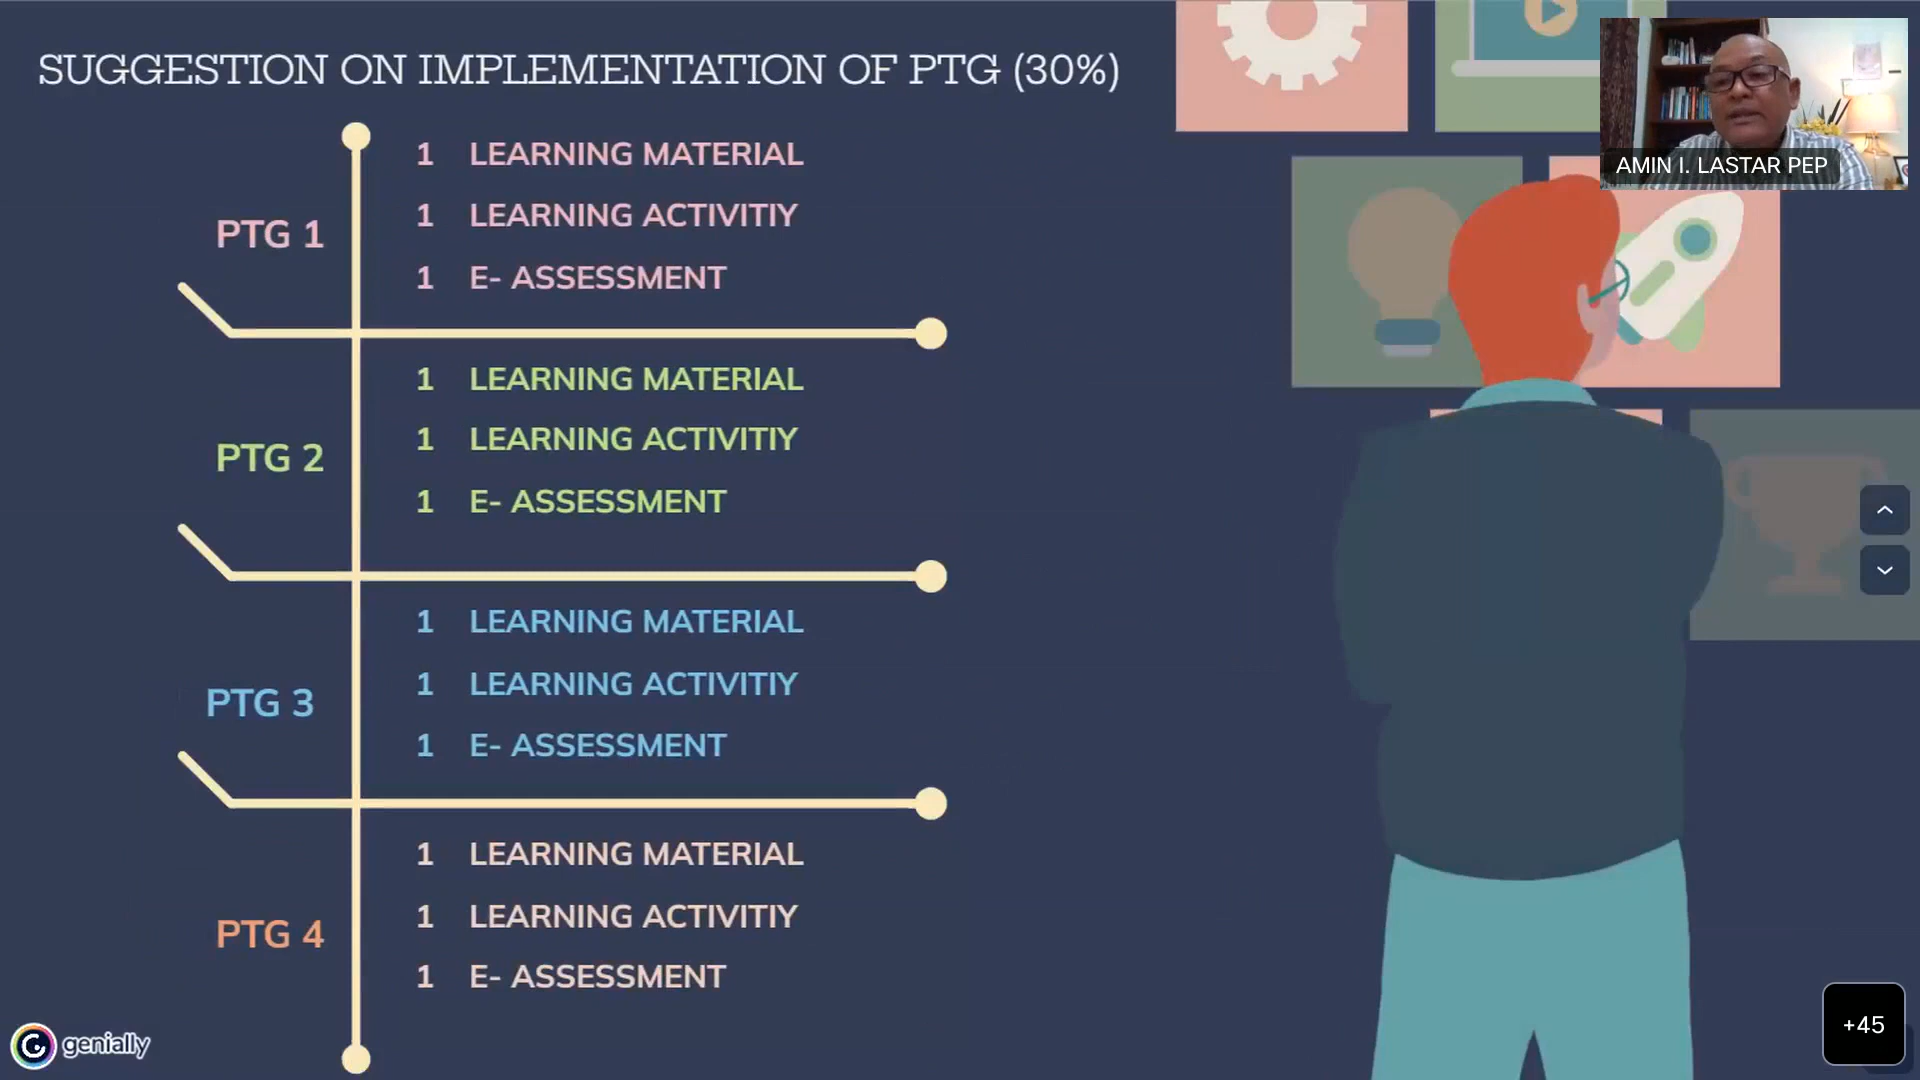 SUGGESTION ON IMPLEMENTATION OF PTG (30%)
AMIN I. LASTAR PEP
PTG 1
1 LEARNING MATERIAL
1 LEARNING ACTIVITIY
1 E- ASSESSMENT
PTG 2
1 LEARNING MATERIAL
1 LEARNING ACTIVITIY
1 E- ASSESSMENT
PTG 3
1 LEARNING MATERIAL
1 LEARNING ACTIVITIY
1 E- ASSESSMENT
PTG 4
1 LEARNING MATERIAL
1 LEARNING ACTIVITIY
1 E- ASSESSMENT
genially
+45